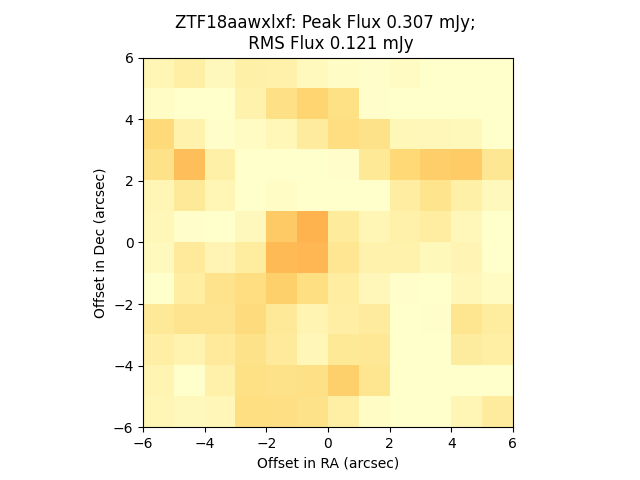 ZTF18aawxlxf: Peak Flux 0.307 mJy;
RMS Flux 0.121 mJy
6
4
2
0
−2
−4
−6
Offset in Dec (arcsec)
−6 −4 −2 0 2 4 6
Offset in RA (arcsec)